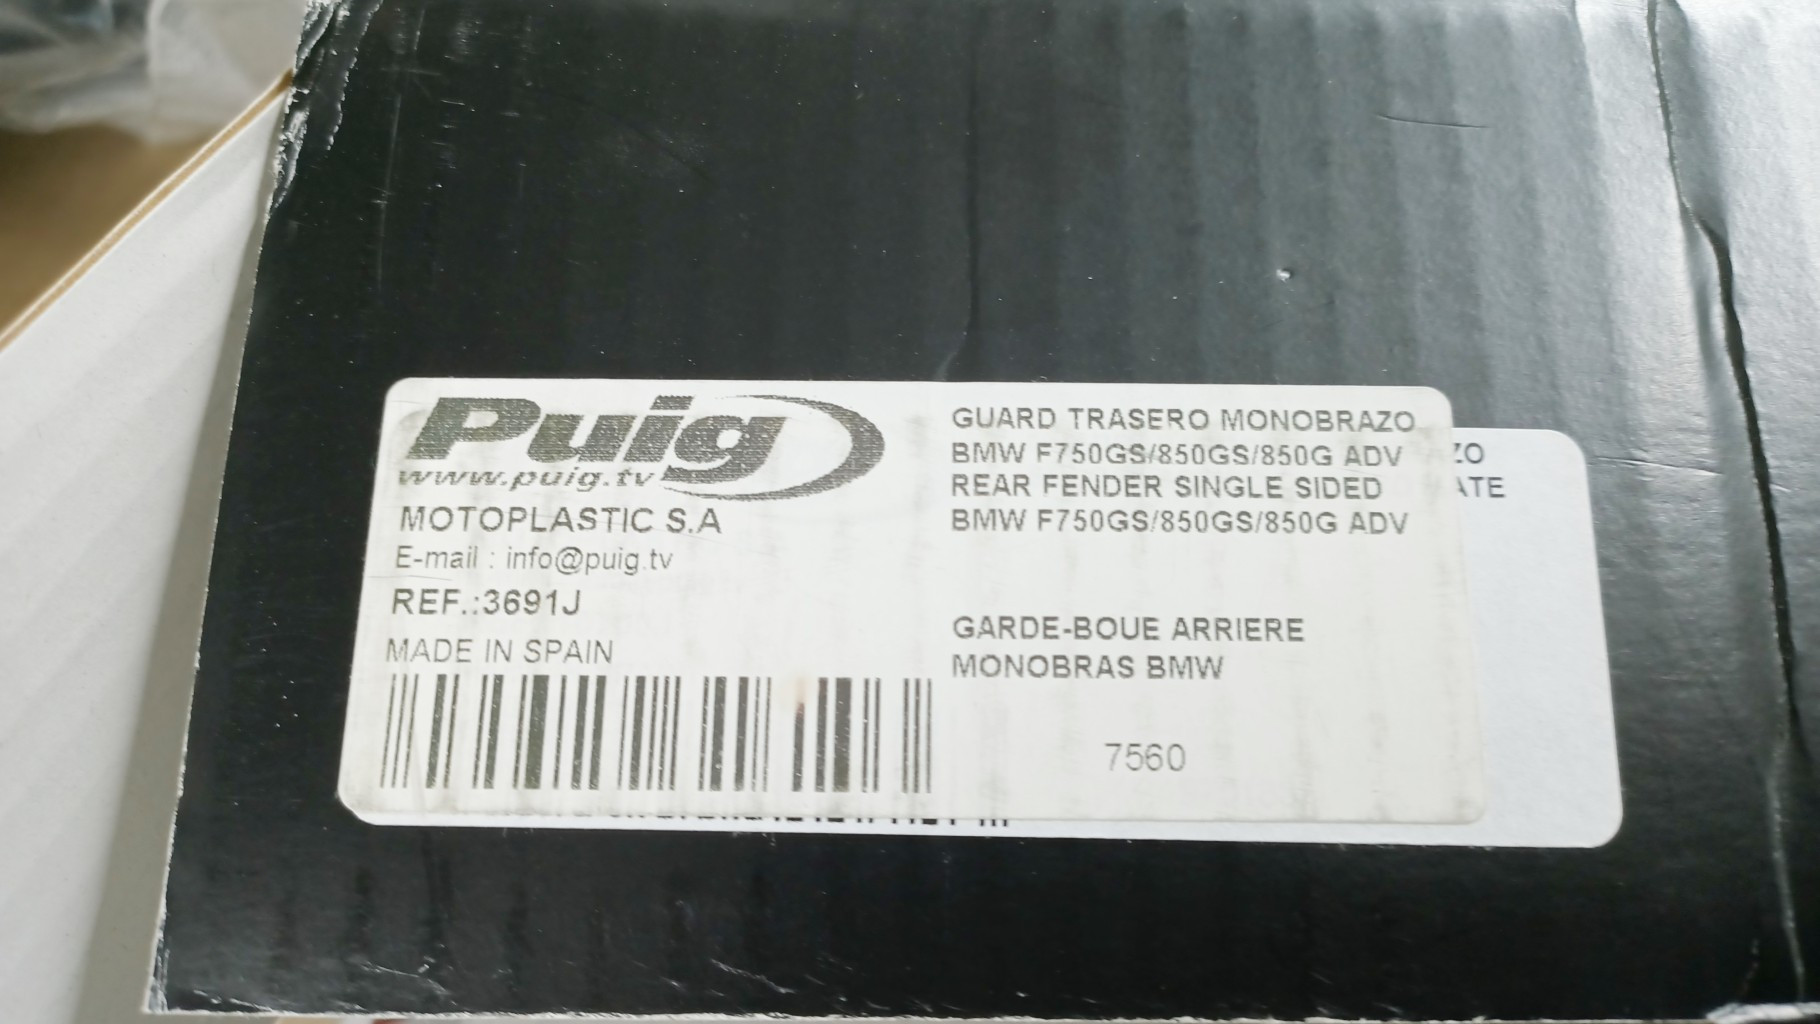 Puig
www.puig.tv
MOTOPLASTIC S.A
E-mail : info@puig.tv
REF.:3691J
MADE IN SPAIN
GUARD TRASERO MONOBRAZO
BMW F750GS/850GS/850G ADV
REAR FENDER SINGLE SIDED
BMW F750GS/850GS/850G ADV
GARDE-BOUE ARRIERE
MONOBRAS BMW
7560
ZO
ATE